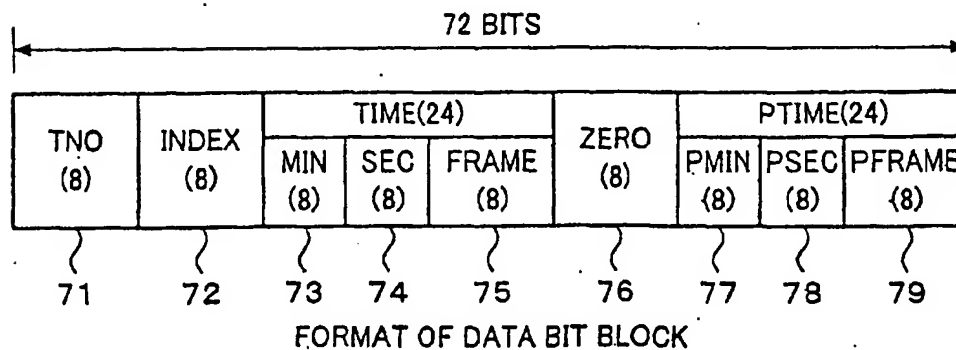 72 BITS
TIME(24) PTIME(24)
TNO INDEX ZERO
MIN SEC FRAME PMIN PSEC PFRAME
(8) (8) (8) (8) (8) (8) (8) (8) (8)
71 72 73 74 75 76 77 78 79
FORMAT OF DATA BIT BLOCK